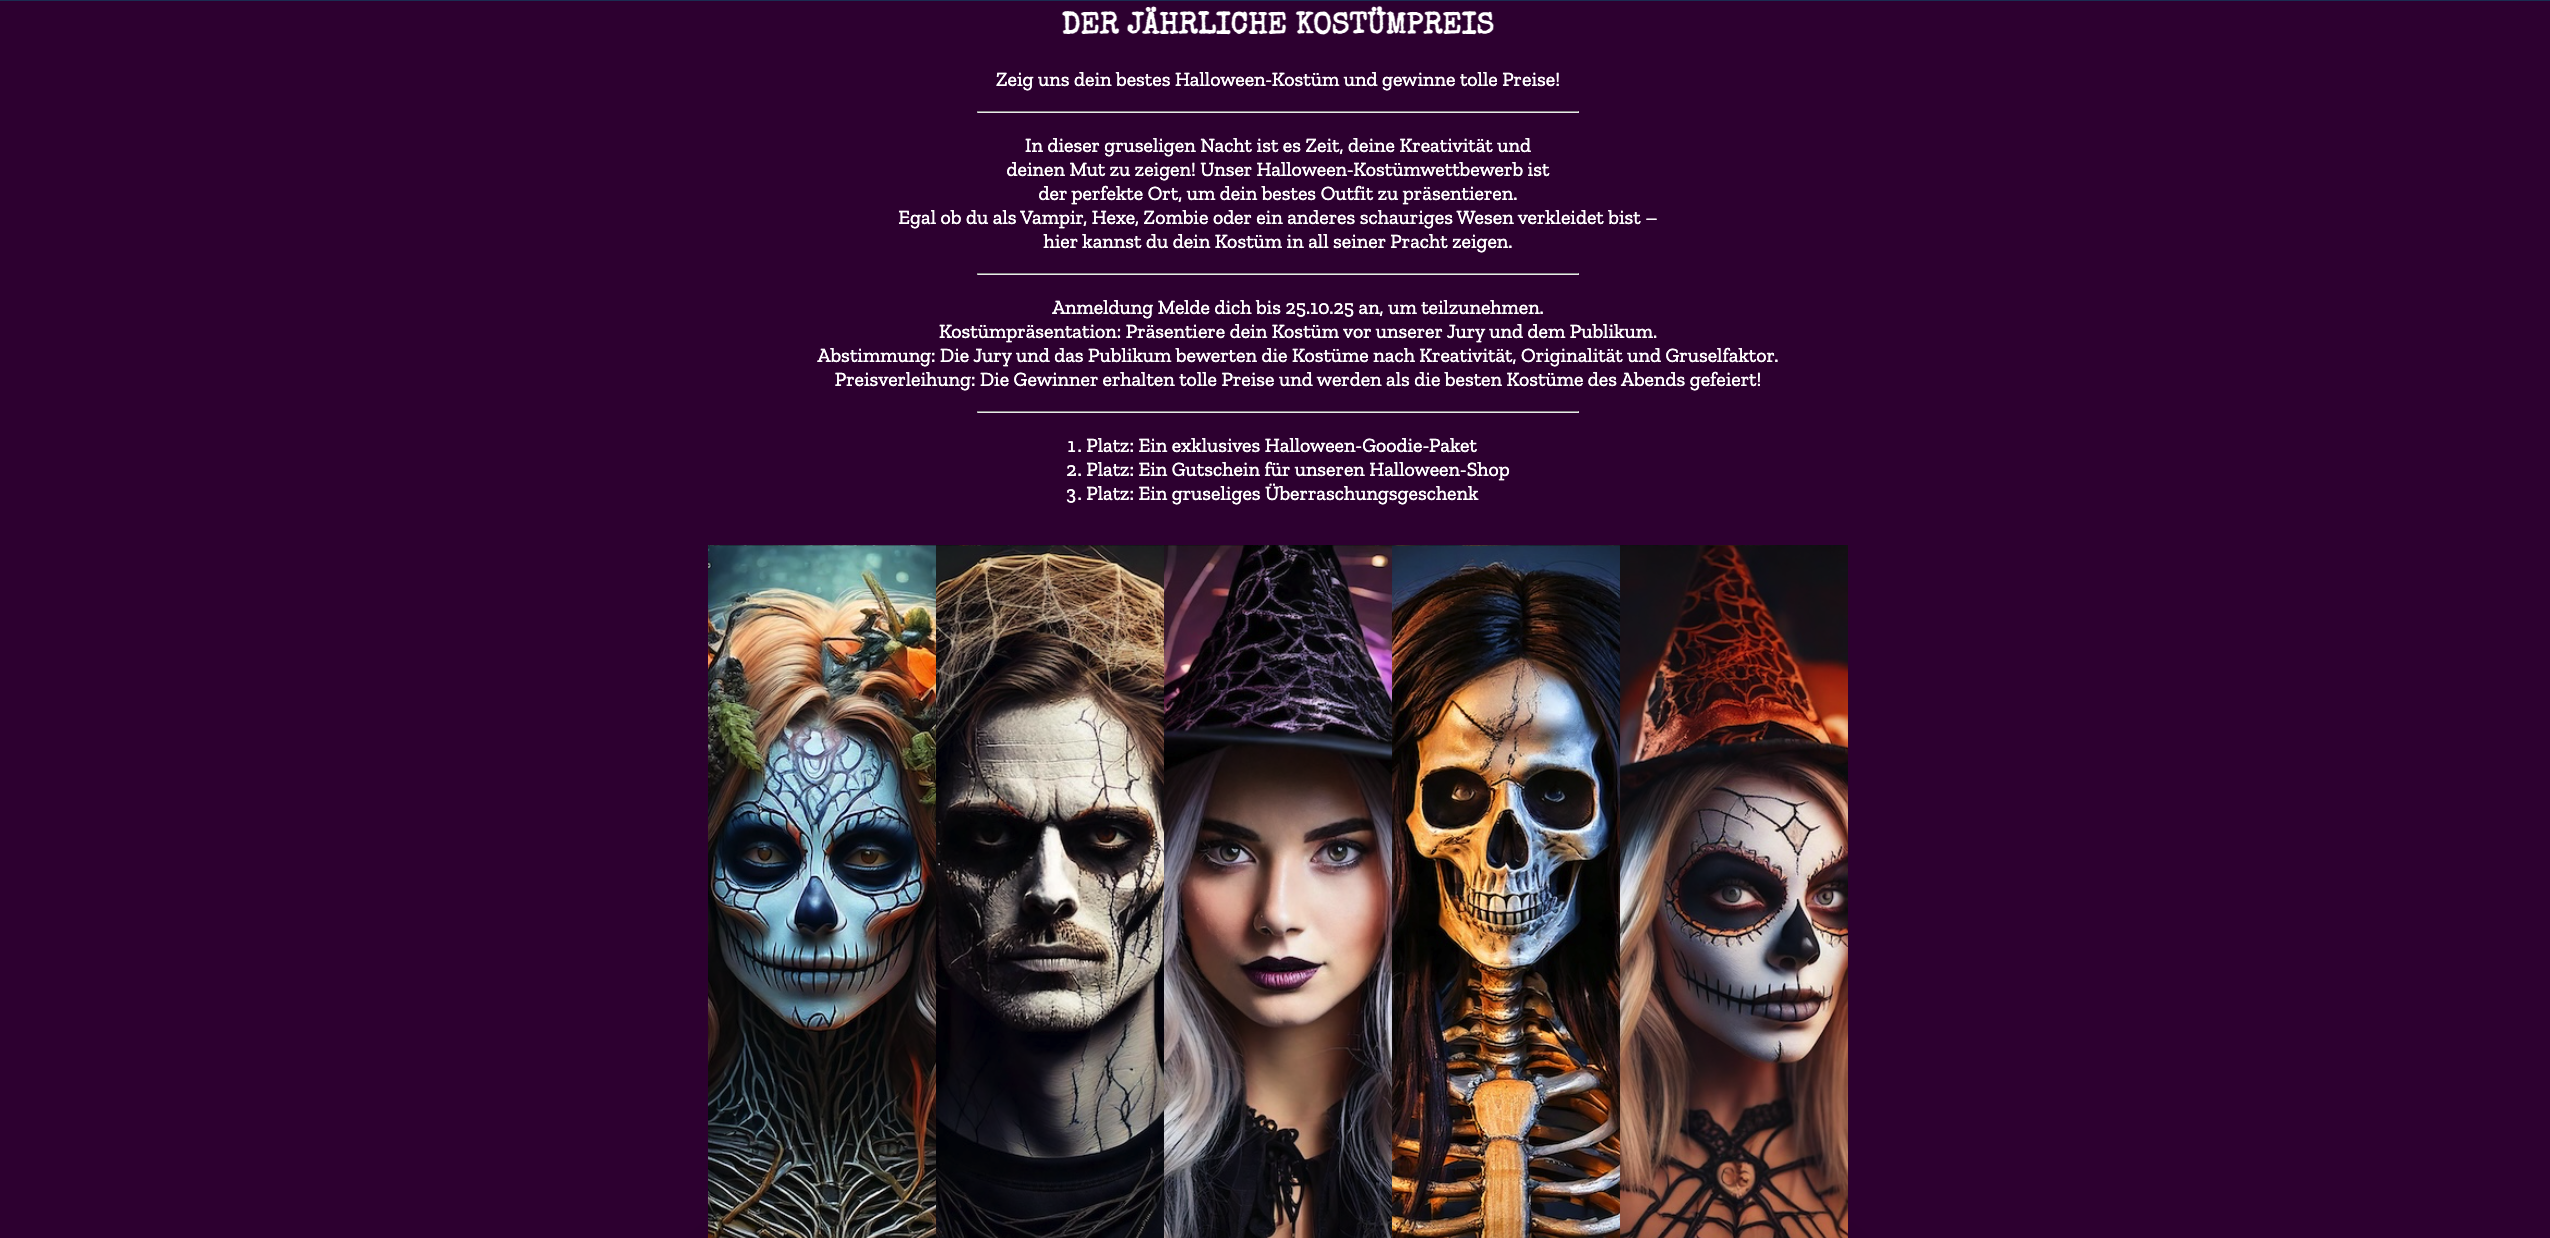 DER JÄHRLICHE KOSTÜMPREIS
Zeig uns dein bestes Halloween-Kostüm und gewinne tolle Preise!
In dieser gruseligen Nacht ist es Zeit, deine Kreativität und
deinen Mut zu zeigen! Unser Halloween-Kostümwettbewerb ist
der perfekte Ort, um dein bestes Outfit zu präsentieren.
Egal ob du als Vampir, Hexe, Zombie oder ein anderes schauriges Wesen verkleidet bist –
hier kannst du dein Kostüm in all seiner Pracht zeigen.
Anmeldung Melde dich bis 25.10.25 an, um teilzunehmen.
Kostümpräsentation: Präsentiere dein Kostüm vor unserer Jury und dem Publikum.
Abstimmung: Die Jury und das Publikum bewerten die Kostüme nach Kreativität, Originalität und Gruselfaktor.
Preisverleihung: Die Gewinner erhalten tolle Preise und werden als die besten Kostüme des Abends gefeiert!
1. Platz: Ein exklusives Halloween-Goodie-Paket
2. Platz: Ein Gutschein für unseren Halloween-Shop
3. Platz: Ein gruseliges Überraschungsgeschenk